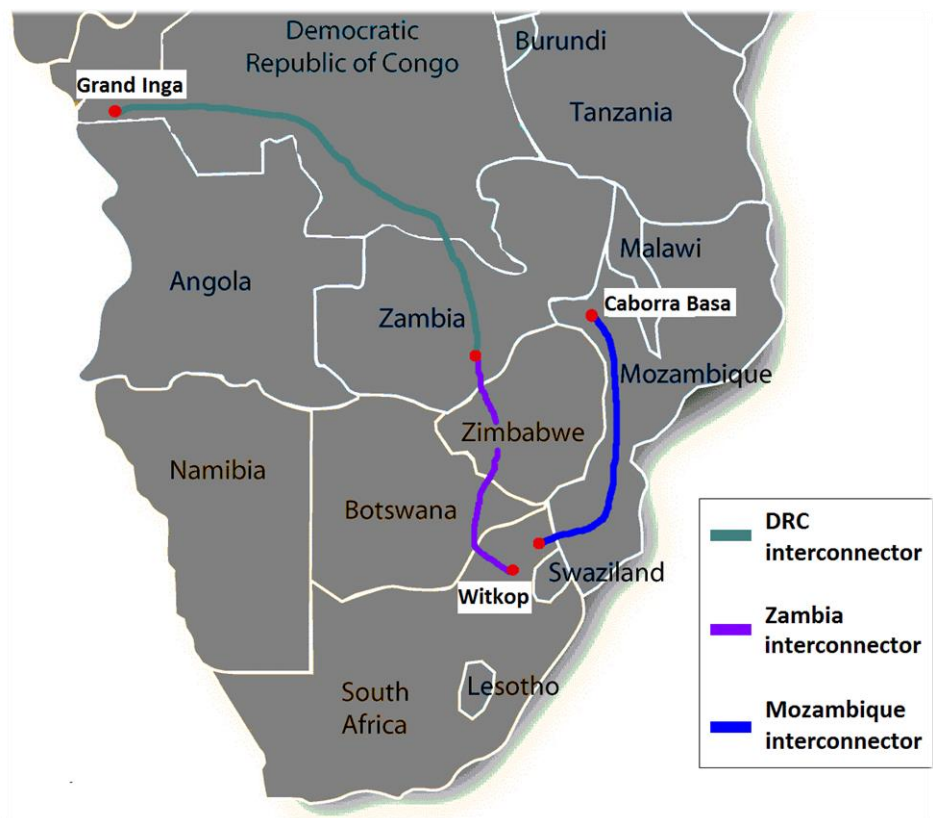 Democratic
Republic of Congo
Burundi
Grand Inga
Tanzania
Malawi
Angola
Zambia
Caborra Basa
Mozambique
Zimbabwe
Namibia
Botswana
Swaziland
Witkop
Lesotho
South
Africa
DRC
interconnector
Zambia
interconnector
Mozambique
interconnector